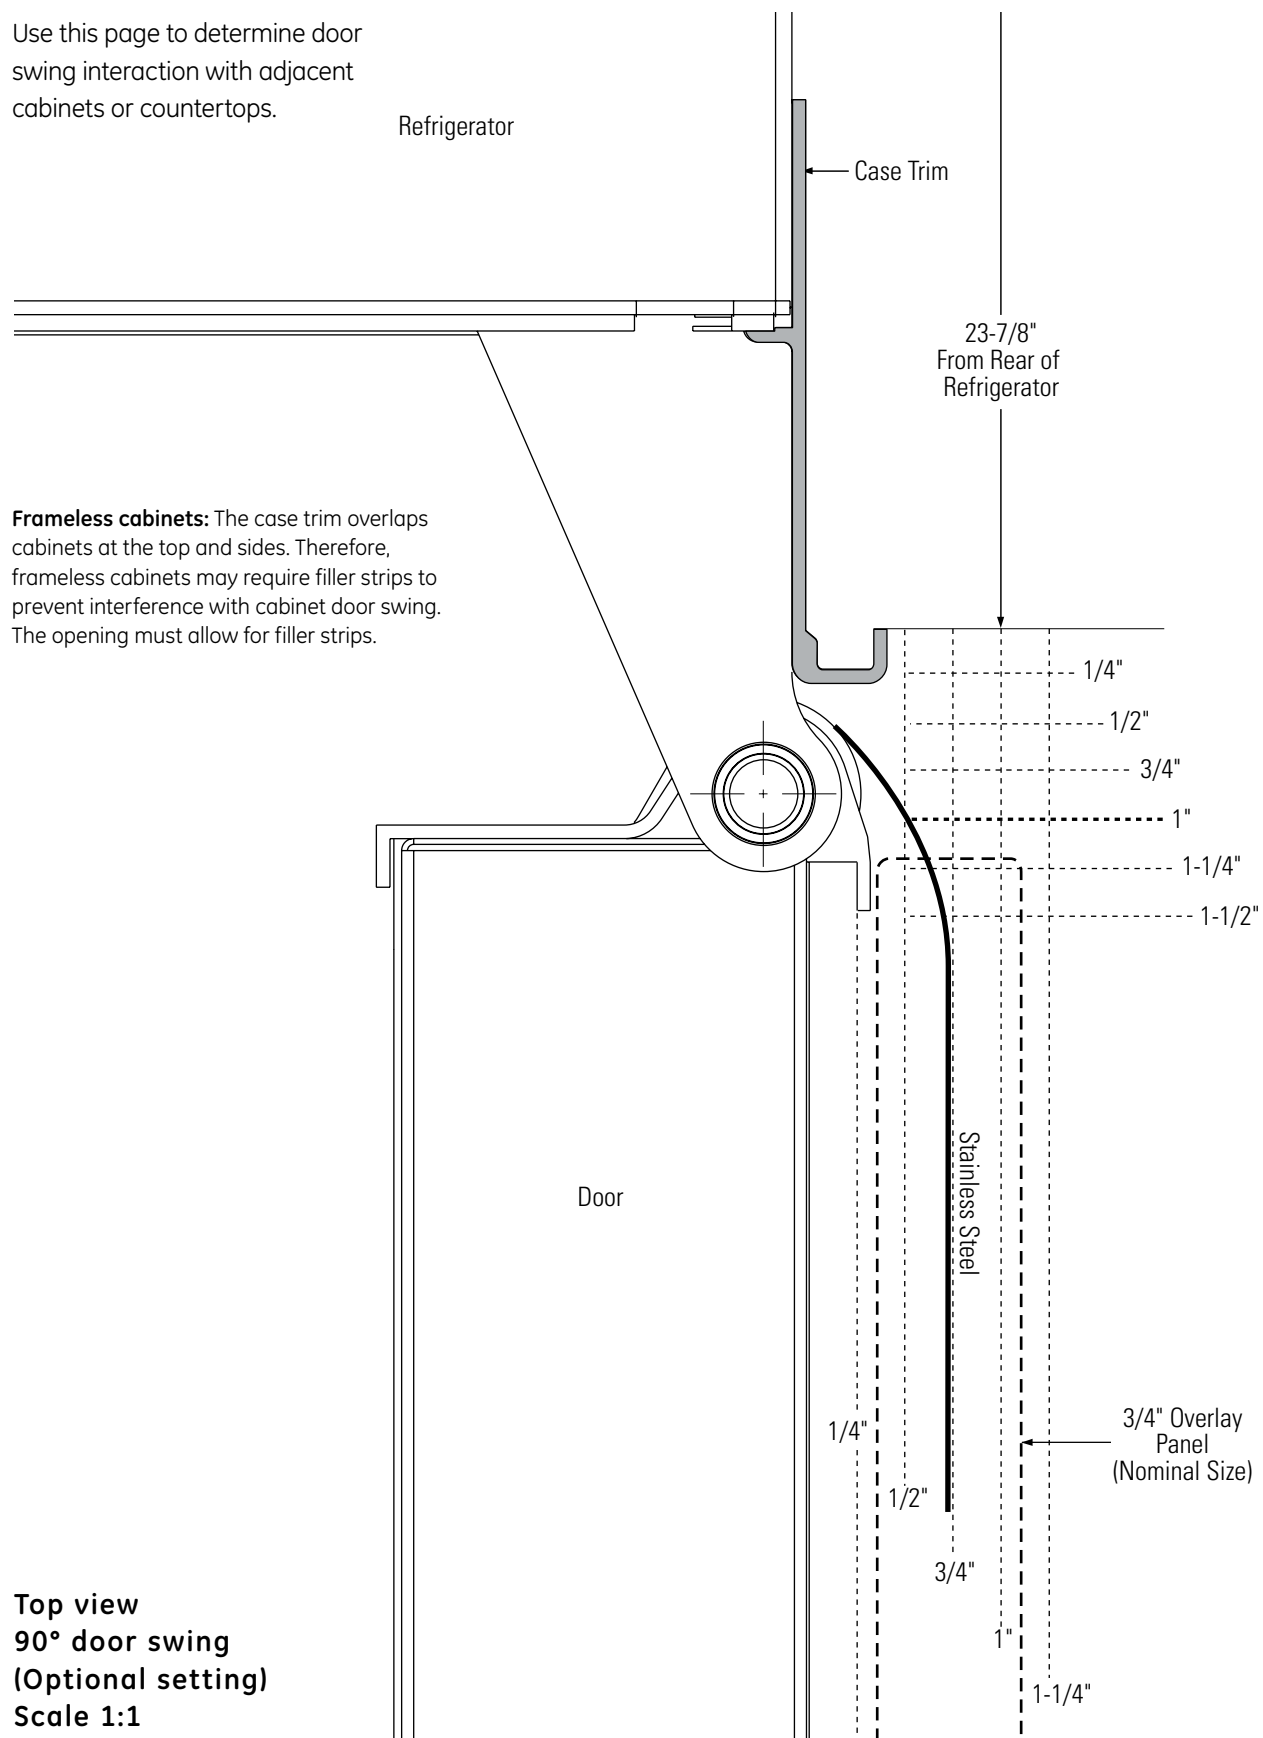 Use this page to determine door
swing interaction with adjacent
cabinets or countertops.
Refrigerator
Case Trim
23-7/8"
From Rear of
Refrigerator
Frameless cabinets: The case trim overlaps
cabinets at the top and sides. Therefore,
frameless cabinets may require filler strips to
prevent interference with cabinet door swing.
The opening must allow for filler strips.
1/4"
1/2"
3/4"
1"
1-1/4"
1-1/2"
Stainless Steel
Door
3/4" Overlay
Panel
(Nominal Size)
1/4"
1/2"
3/4"
1"
1-1/4"
Top view
90° door swing
(Optional setting)
Scale 1:1